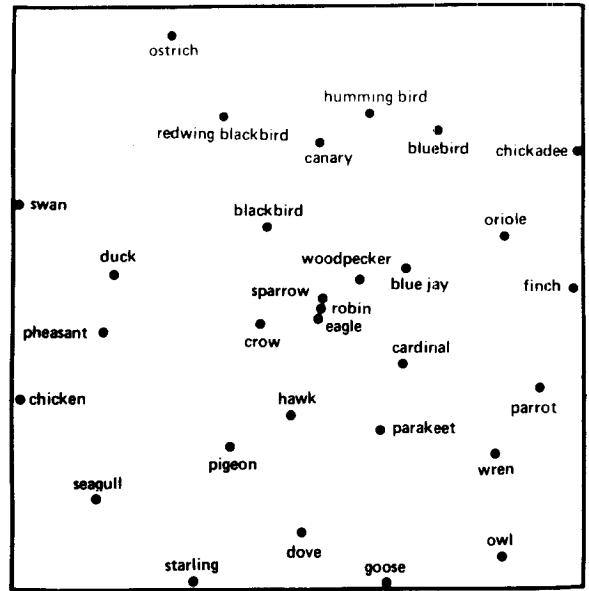 ostrich
humming bird
redwing blackbird
bluebird
chickadee
canary
swan
blackbird
oriole
duck
woodpecker
blue jay
finch
sparrow
robin
eagle
pheasant
crow
cardinal
chicken
hawk
parrot
parakeet
pigeon
wren
seagull
owl
dove
starling
goose